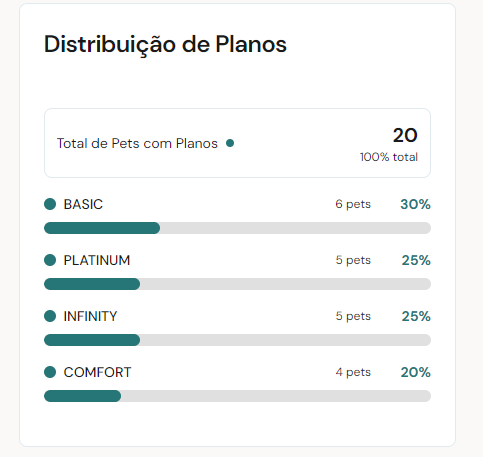 Distribuição de Planos
Total de Pets com Planos
20
100% total
BASIC 6 pets 30%
PLATINUM 5 pets 25%
INFINITY 5 pets 25%
COMFORT 4 pets 20%